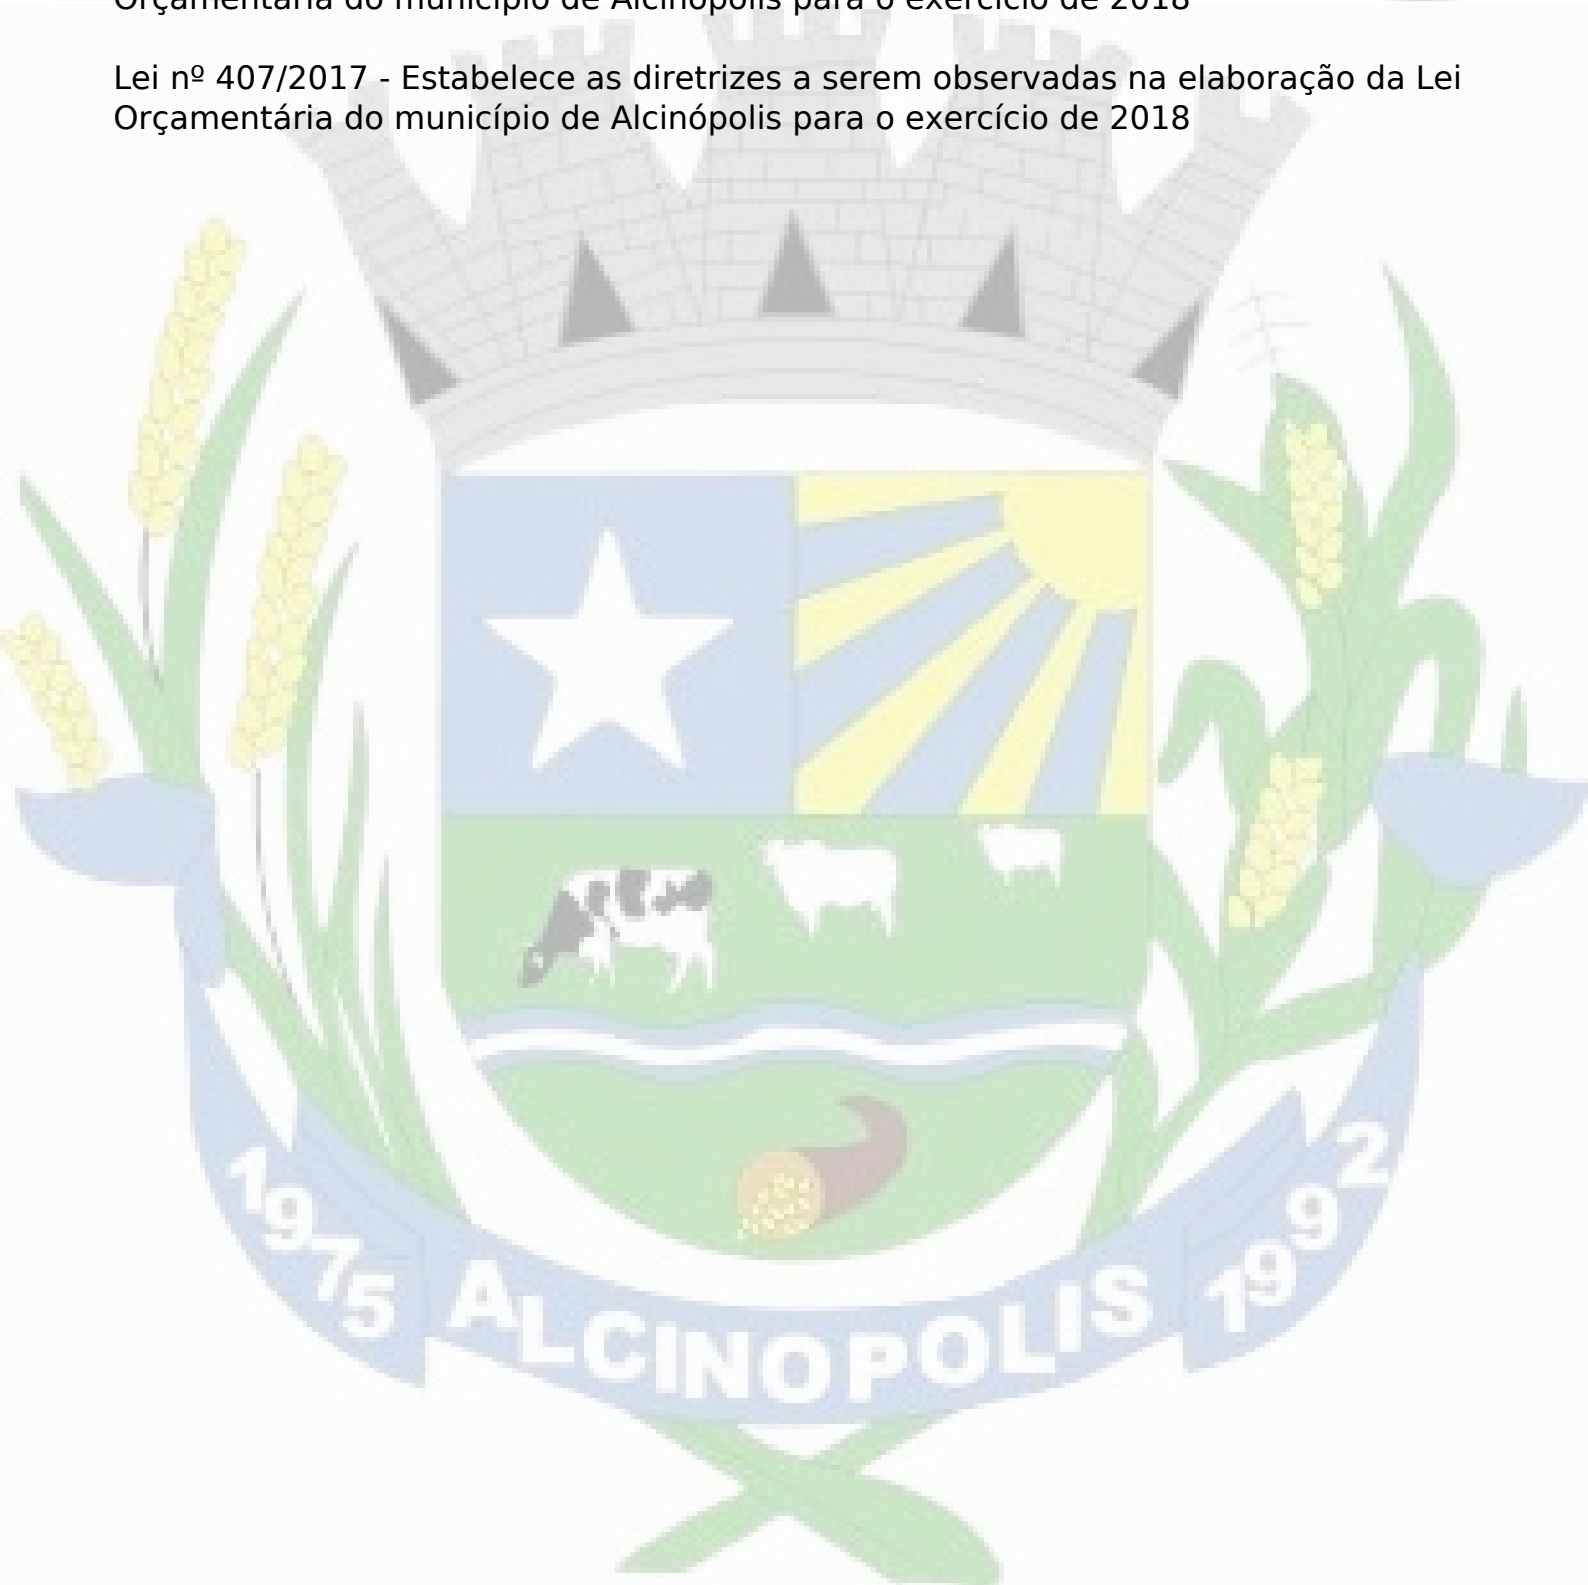 Orçamentária do município de Alcinópolis para o exercício de 2018
Lei nº 407/2017 - Estabelece as diretrizes a serem observadas na elaboração da Lei
Orçamentária do município de Alcinópolis para o exercício de 2018
1975 ALCINOPOLIS 1992